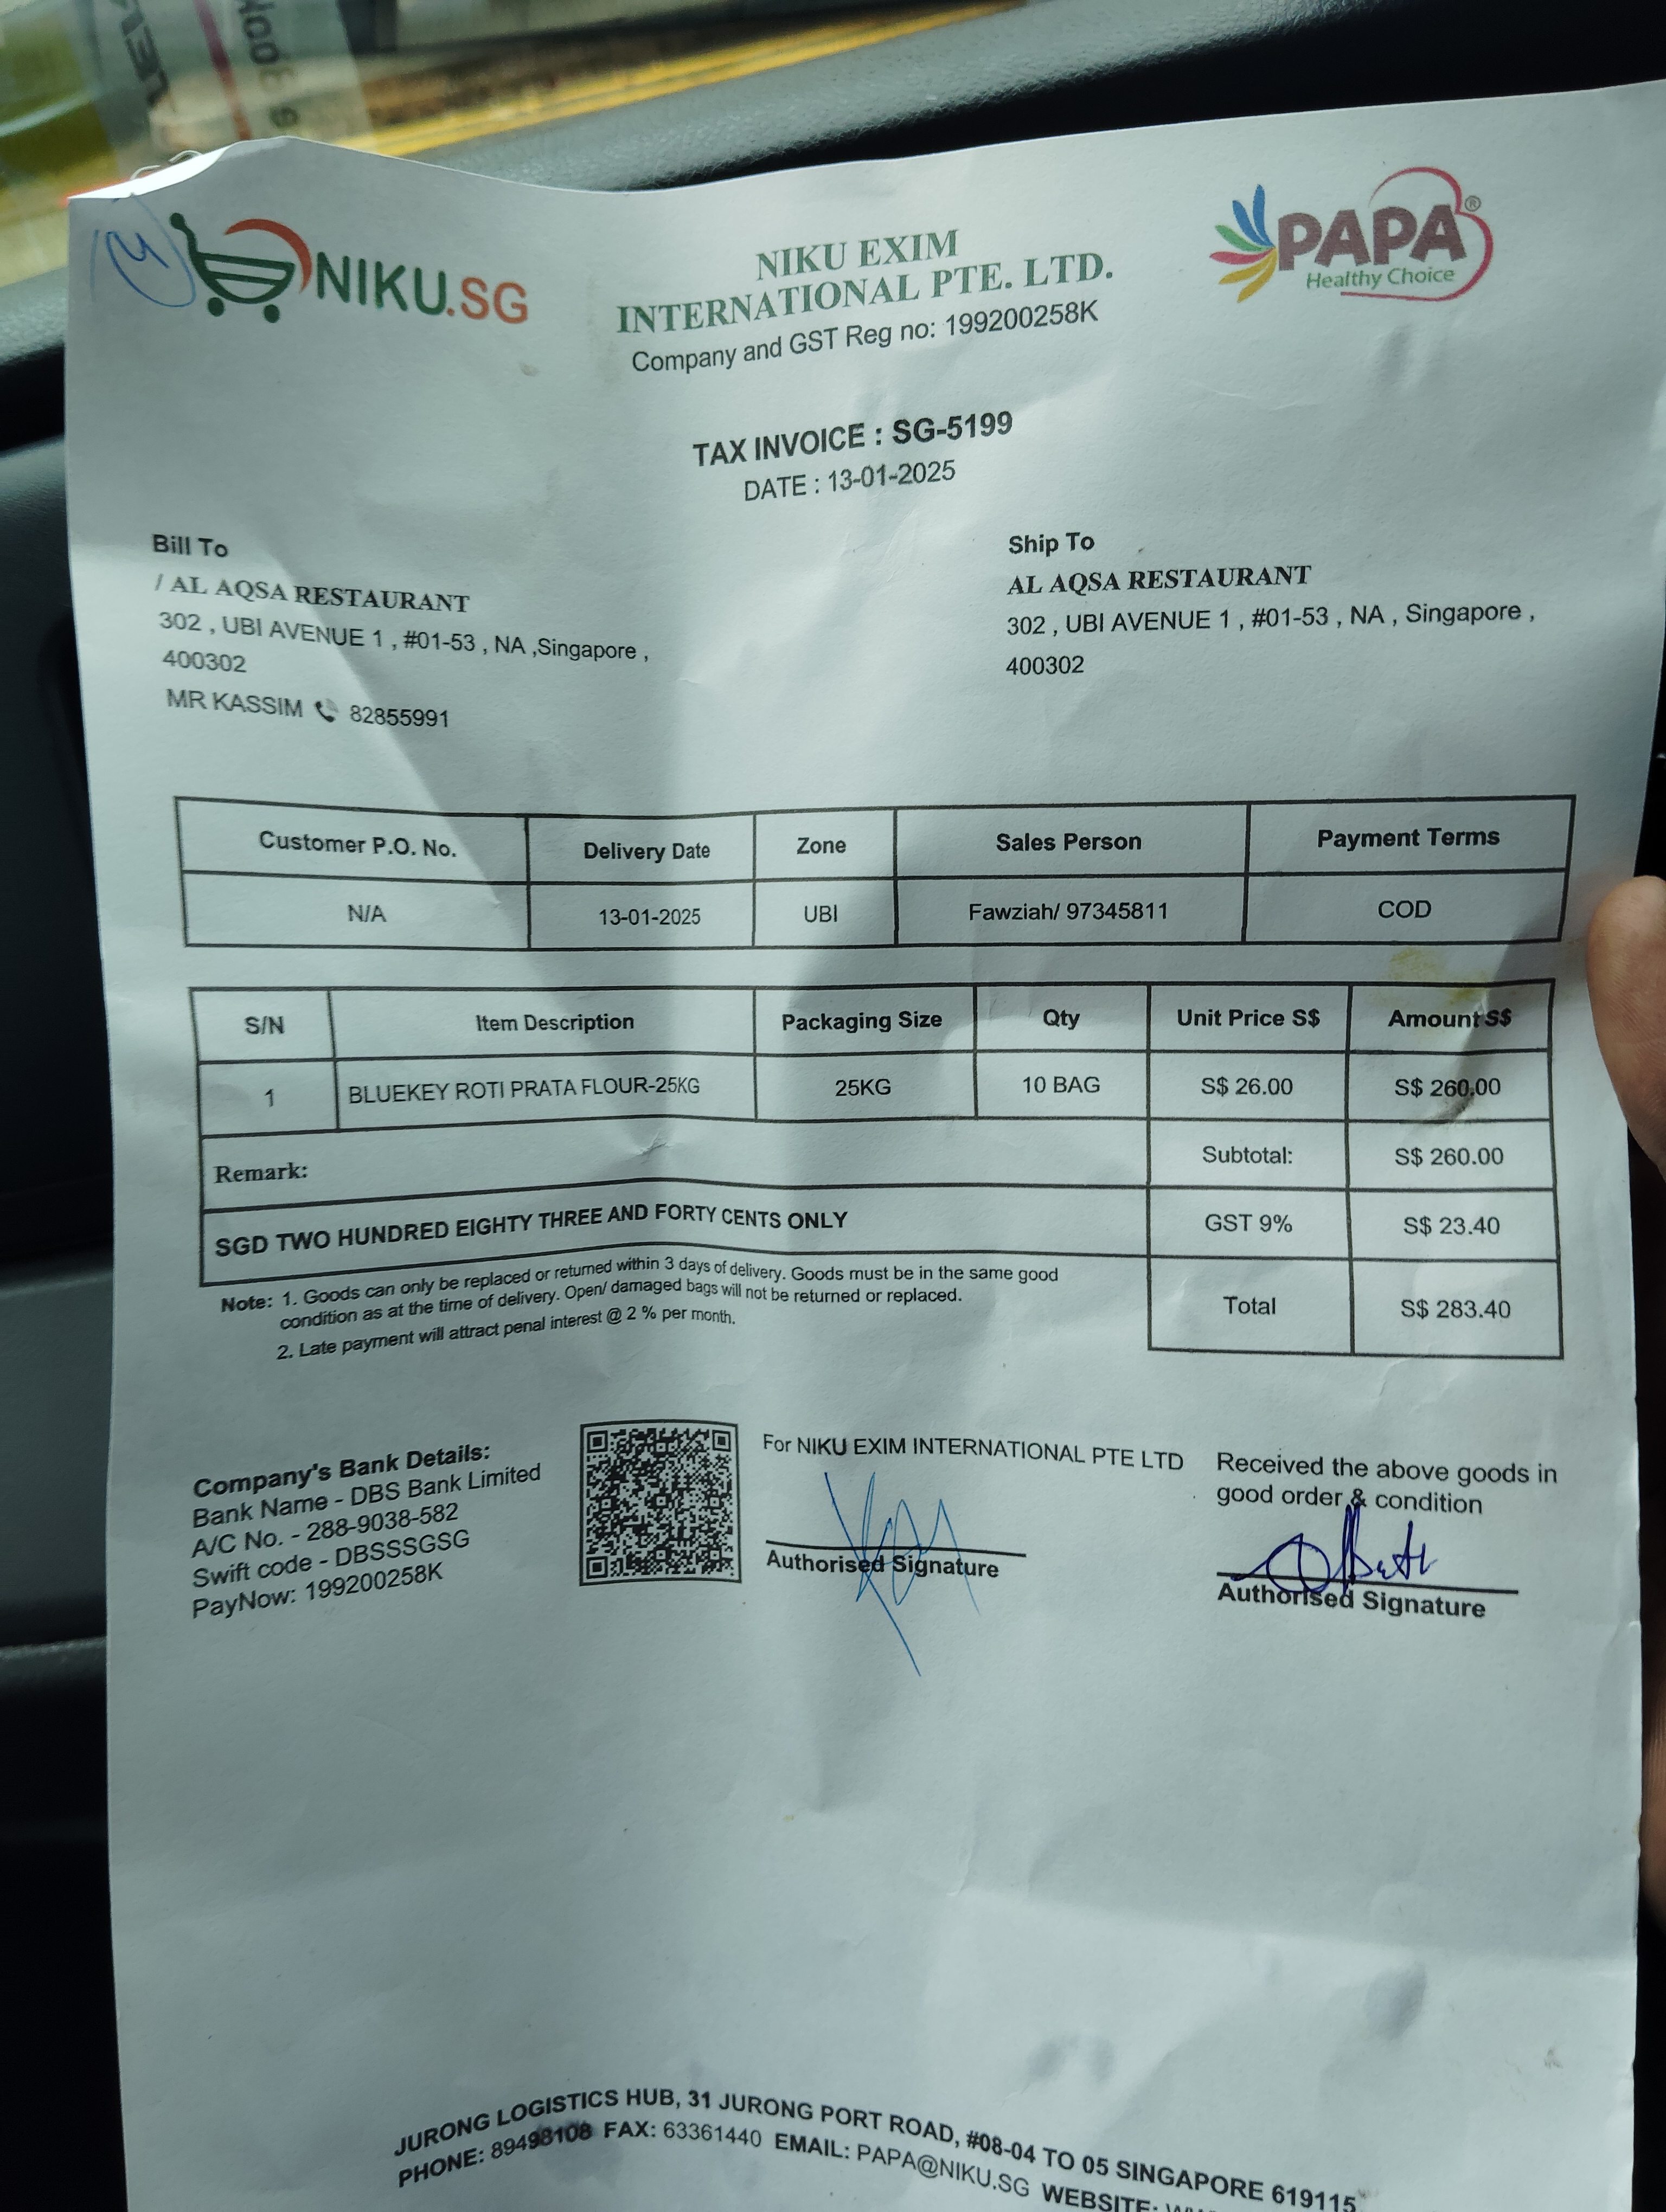 NIKU.SG
NIKU EXIM
INTERNATIONAL PTE. LTD.
Company and GST Reg no: 199200258K
PAPA®
Healthy Choice
TAX INVOICE : SG-5199
DATE : 13-01-2025
Bill To
/ AL AQSA RESTAURANT
302 , UBI AVENUE 1 , #01-53 , NA ,Singapore ,
400302
MR KASSIM 82855991
Ship To
AL AQSA RESTAURANT
302 , UBI AVENUE 1 , #01-53 , NA , Singapore ,
400302
Customer P.O. No. Delivery Date Zone Sales Person Payment Terms
N/A 13-01-2025 UBI Fawziah/ 97345811 COD
S/N Item Description Packaging Size Qty Unit Price S$ Amount S$
1 BLUEKEY ROTI PRATA FLOUR-25KG 25KG 10 BAG S$ 26.00 S$ 260.00
Remark: Subtotal: S$ 260.00
SGD TWO HUNDRED EIGHTY THREE AND FORTY CENTS ONLY GST 9% S$ 23.40
Total S$ 283.40
Note: 1. Goods can only be replaced or returned within 3 days of delivery. Goods must be in the same good
condition as at the time of delivery. Open/ damaged bags will not be returned or replaced.
2. Late payment will attract penal interest @ 2 % per month.
Company's Bank Details:
Bank Name - DBS Bank Limited
A/C No. - 288-9038-582
Swift code - DBSSSGSG
PayNow: 199200258K
For NIKU EXIM INTERNATIONAL PTE LTD
Authorised Signature
Received the above goods in
good order & condition
Authorised Signature
JURONG LOGISTICS HUB, 31 JURONG PORT ROAD, #08-04 TO 05 SINGAPORE 619115
PHONE: 89498108 FAX: 63361440 EMAIL: PAPA@NIKU.SG WEBSITE: